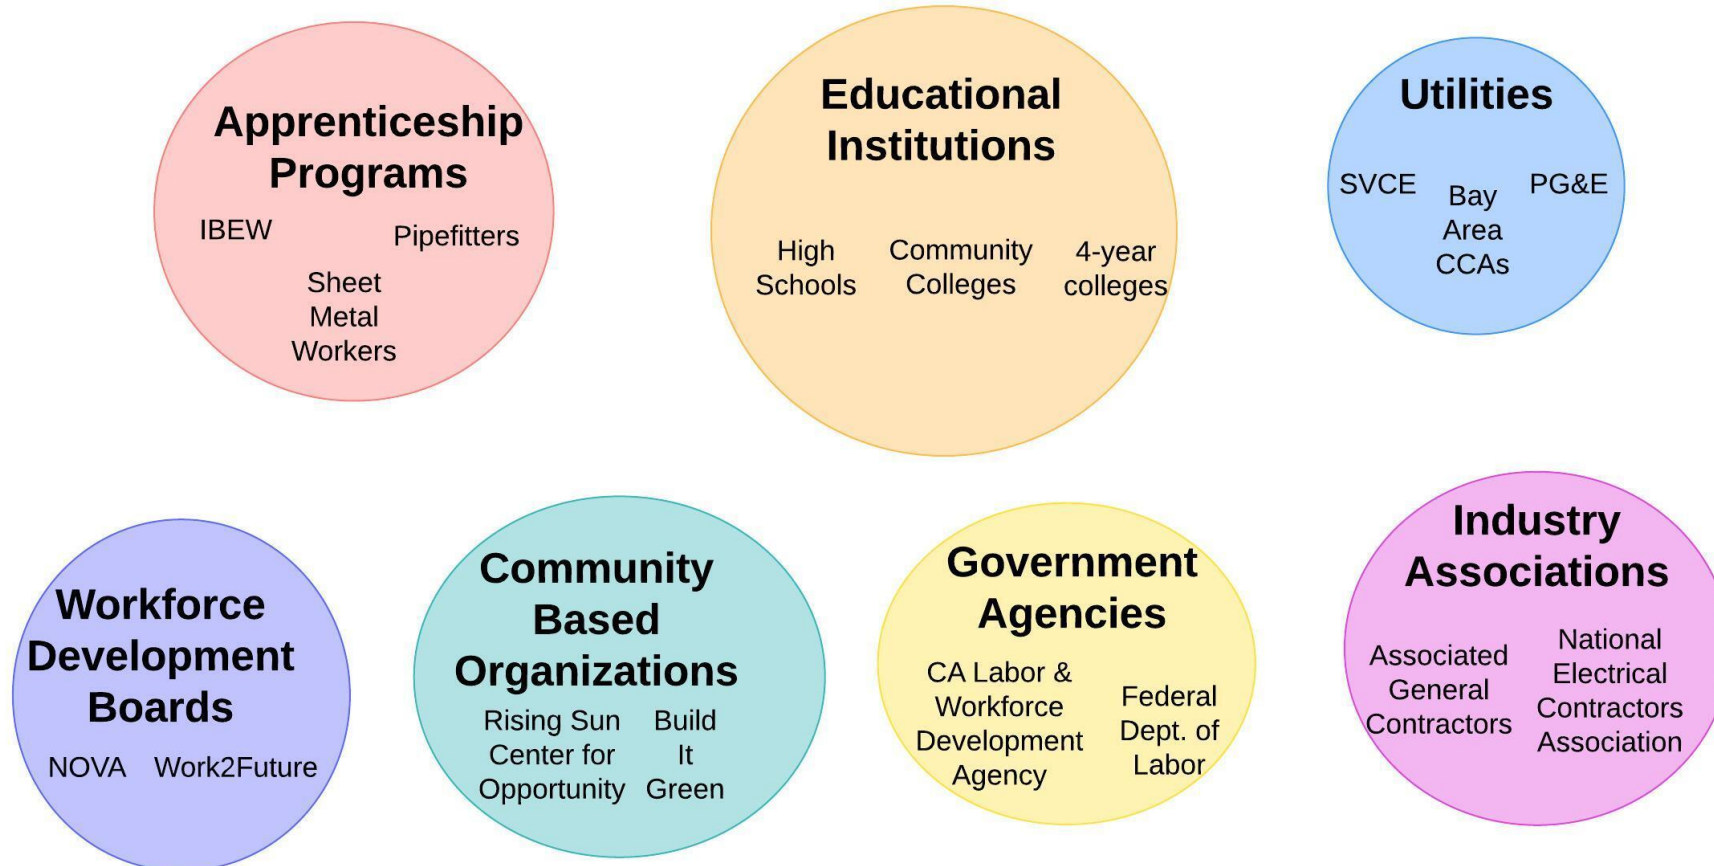 Apprenticeship
Programs
IBEW
Pipefitters
Sheet
Metal
Workers
Educational
Institutions
High
Schools
Community
Colleges
4-year
colleges
Utilities
SVCE
Bay
Area
CCAs
PG&E
Workforce
Development
Boards
NOVA
Work2Future
Community
Based
Organizations
Rising Sun
Center for
Opportunity
Build
It
Green
Government
Agencies
CA Labor &
Workforce
Development
Agency
Federal
Dept. of
Labor
Industry
Associations
Associated
General
Contractors
National
Electrical
Contractors
Association